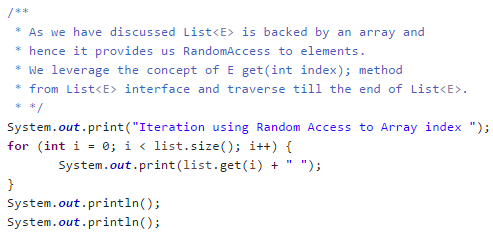 /**
 * As we have discussed List<E> is backed by an array and
 * hence it provides us RandomAccess to elements.
 * We leverage the concept of E get(int index); method
 * from List<E> interface and traverse till the end of List<E>.
 * */
System.out.print("Iteration using Random Access to Array index ");
for (int i = 0; i < list.size(); i++) {
       System.out.print(list.get(i) + " ");
}
System.out.println();
System.out.println();